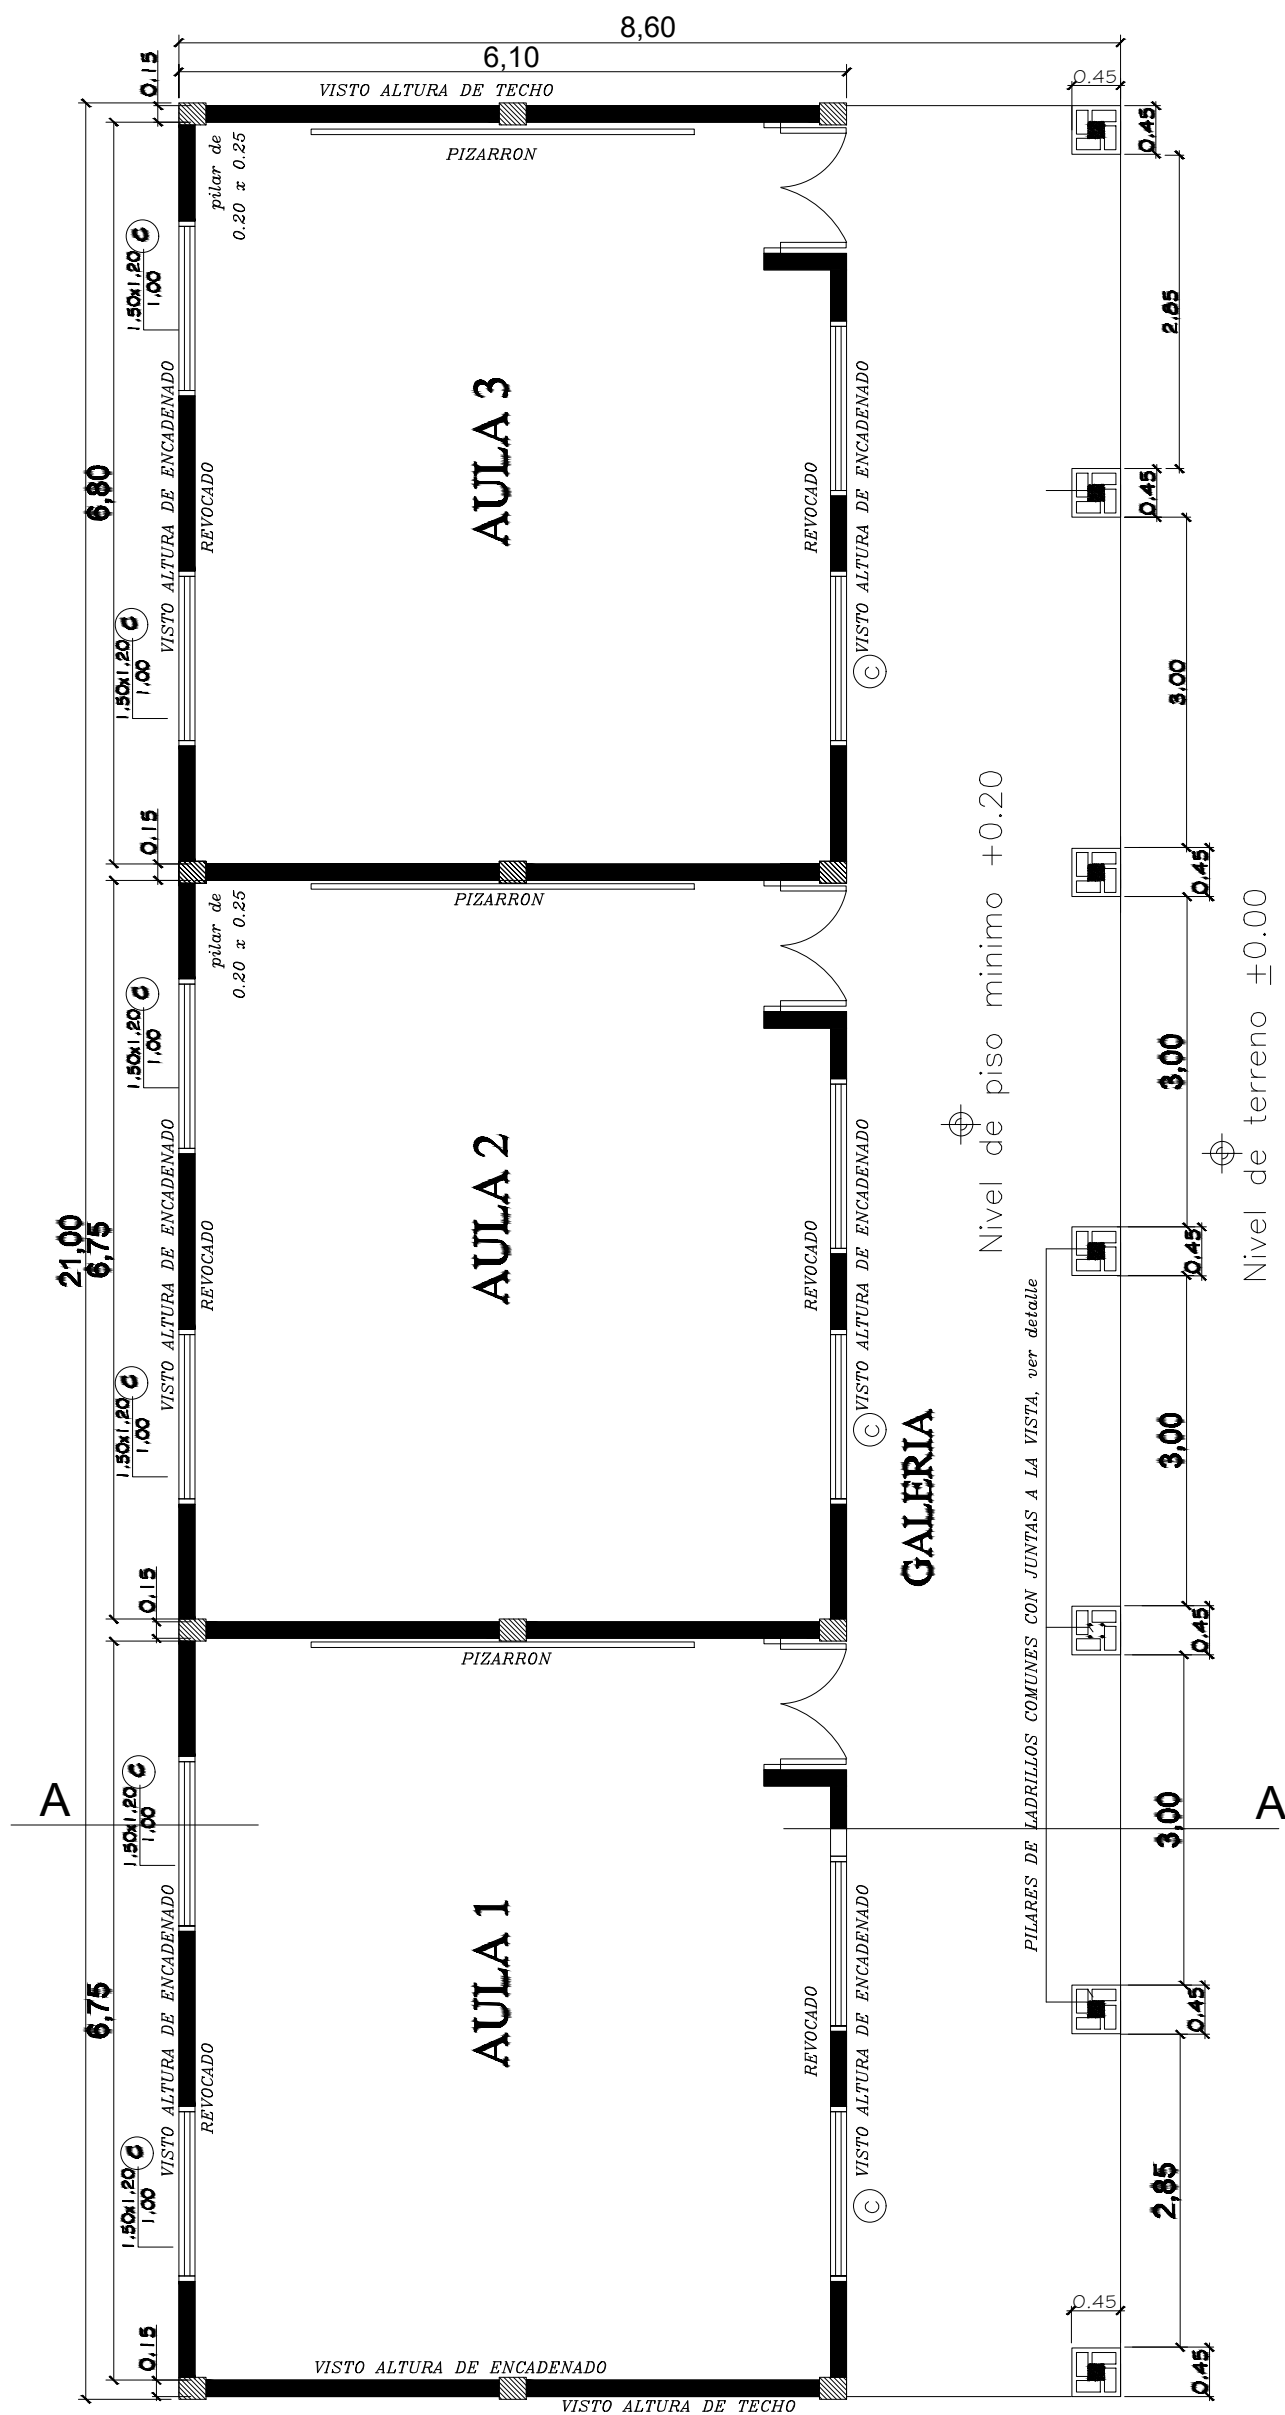 8,60
6,10
0,15
VISTO ALTURA DE TECHO
0.45
PIZARRON
pilar de
0.20 x 0.25
0,45
C
1,50x1,20
1,00
2,85
VISTO ALTURA DE ENCADENADO
REVOCADO
6,80
AULA 3
REVOCADO
VISTO ALTURA DE ENCADENADO
0,45
C
1,50x1,20
1,00
C
3,00
0,15
PIZARRON
pilar de
0.20 x 0.25
Nivel de piso minimo +0.20
0,45
Nivel de terreno ±0.00
C
1,50x1,20
1,00
3,00
VISTO ALTURA DE ENCADENADO
REVOCADO
21,00
6,75
AULA 2
REVOCADO
VISTO ALTURA DE ENCADENADO
0,45
C
1,50x1,20
1,00
C
GALERIA
PILARES DE LADRILLOS COMUNES CON JUNTAS A LA VISTA, ver detalle
3,00
0,15
PIZARRON
0,45
A
C
1,50x1,20
1,00
A
3,00
VISTO ALTURA DE ENCADENADO
REVOCADO
6,75
AULA 1
REVOCADO
VISTO ALTURA DE ENCADENADO
0,45
C
1,50x1,20
1,00
C
2,85
0.45
0,15
VISTO ALTURA DE ENCADENADO
0,45
VISTO ALTURA DE TECHO